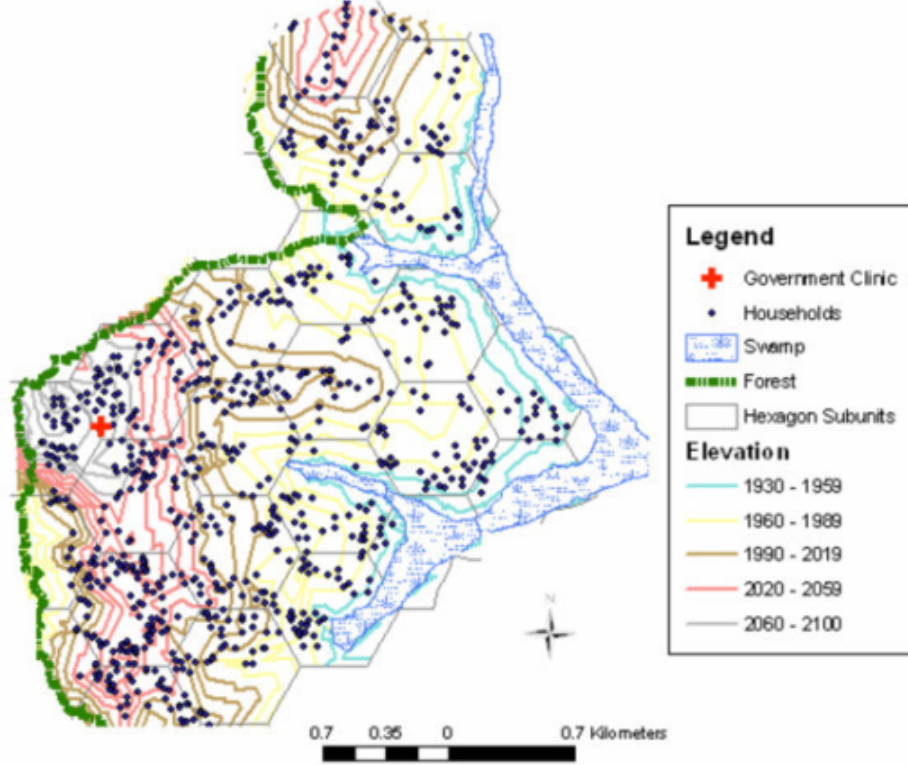 Legend
Government Clinic
Households
Swamp
Forest
Hexagon Subunits
Elevation
1930 - 1959
1960 - 1989
1990 - 2019
2020 - 2059
2060 - 2100
N
0.7 0.35 0 0.7 Kilometers